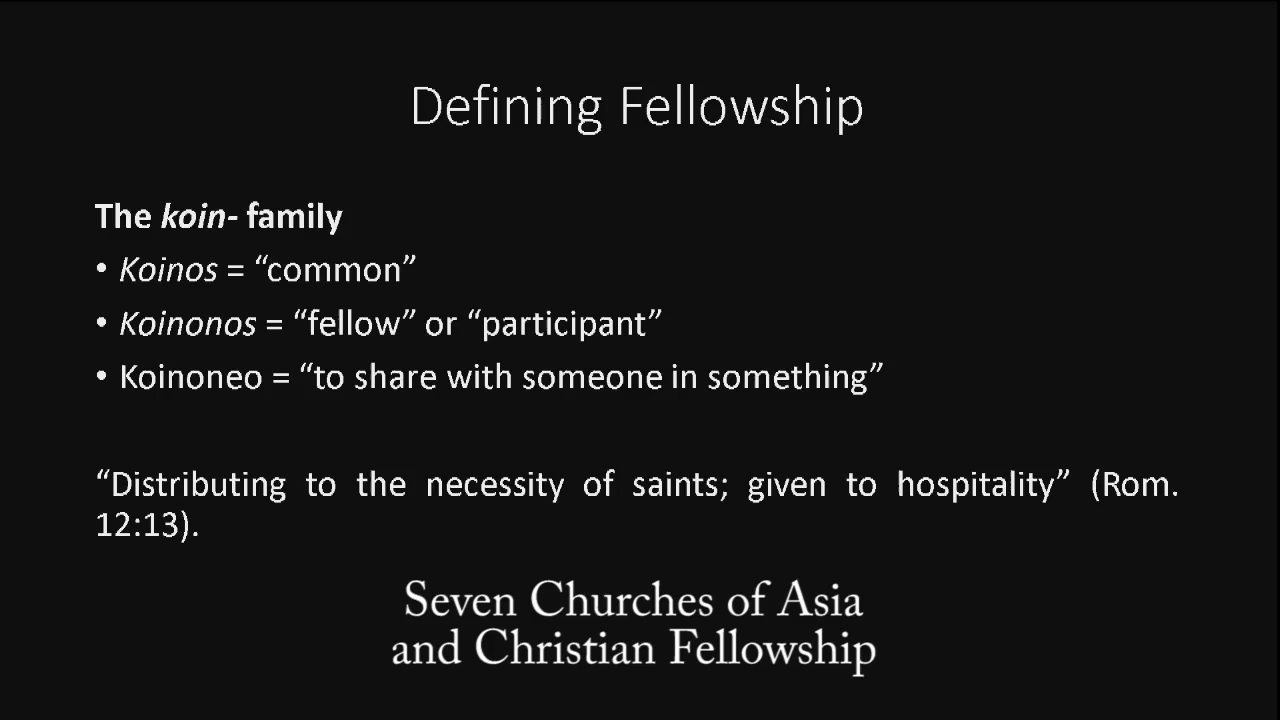 Defining Fellowship
The koin- family
• Koinos = “common”
• Koinonos = “fellow” or “participant”
• Koinoneo = “to share with someone in something”
“Distributing to the necessity of saints; given to hospitality” (Rom.
12:13).
Seven Churches of Asia
and Christian Fellowship